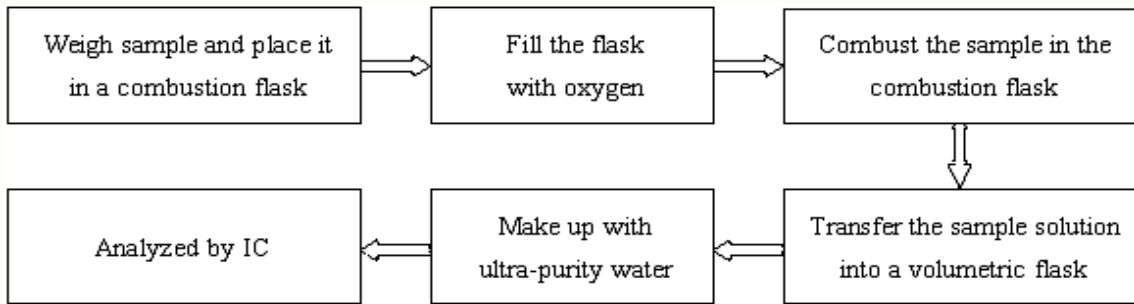 Weigh sample and place it
in a combustion flask
Fill the flask
with oxygen
Combust the sample in the
combustion flask
Transfer the sample solution
into a volumetric flask
Make up with
ultra-purity water
Analyzed by IC